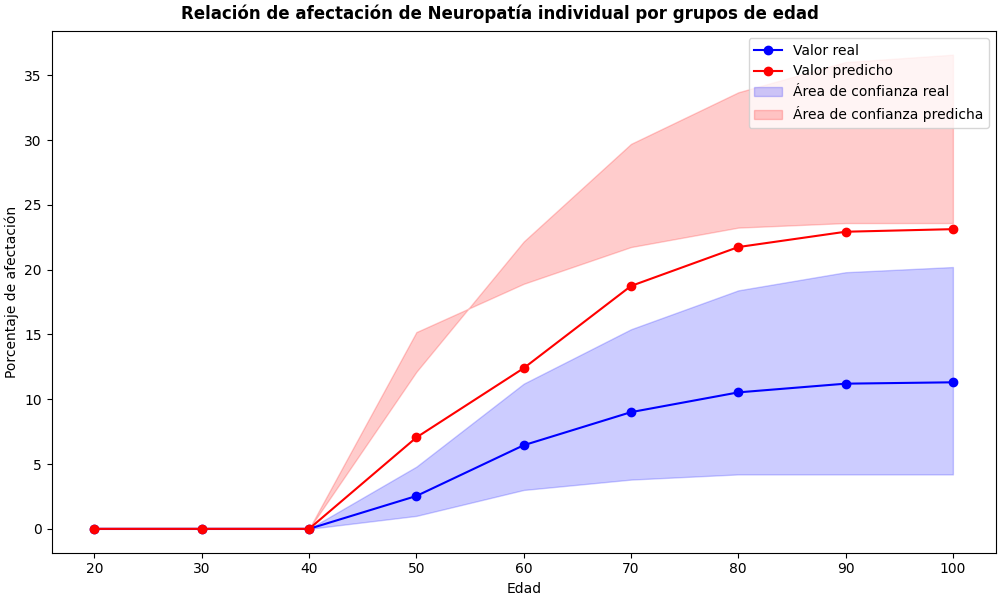 Relación de afectación de Neuropatía individual por grupos de edad
Valor real
Valor predicho
Área de confianza real
Área de confianza predicha
Porcentaje de afectación
35
30
25
20
15
10
5
0
20 30 40 50 60 70 80 90 100
Edad